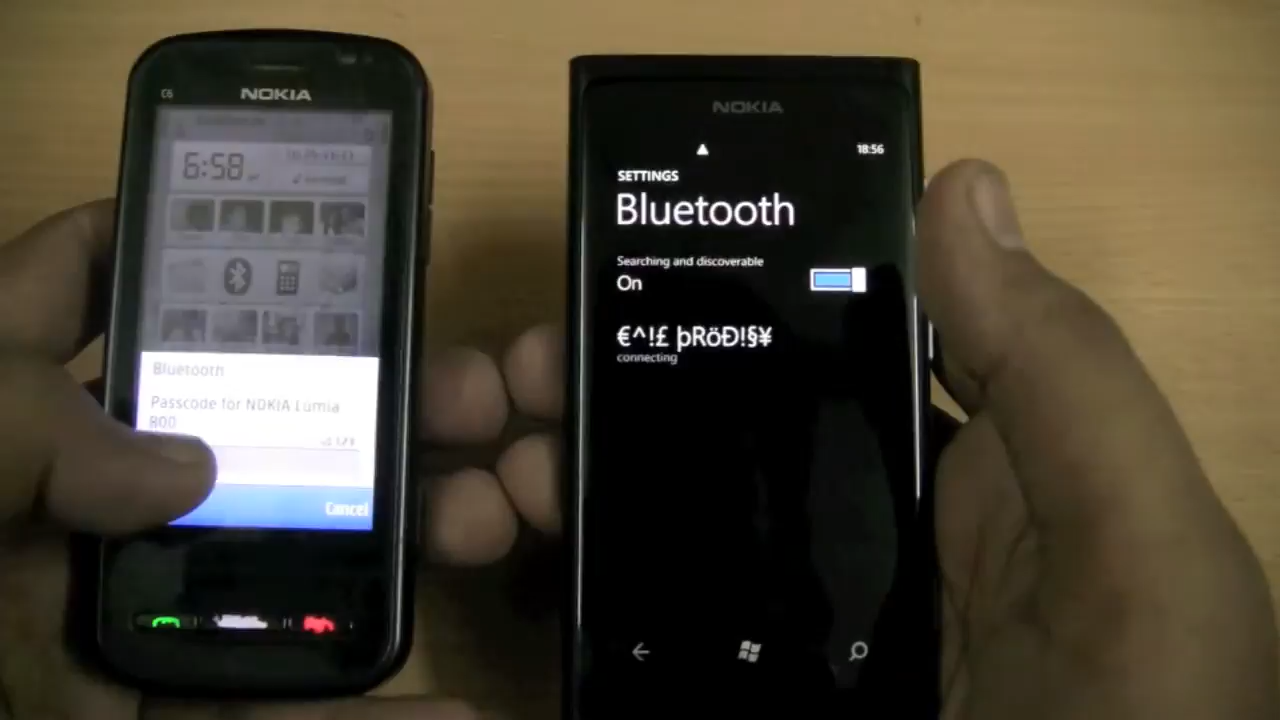 C6
NOKIA
6:58
Bluetooth
Passcode for NOKIA Lumia
800
Cancel
NOKIA
18:56
SETTINGS
Bluetooth
Searching and discoverable
On
€^!£ þRöÐ!§¥
connecting